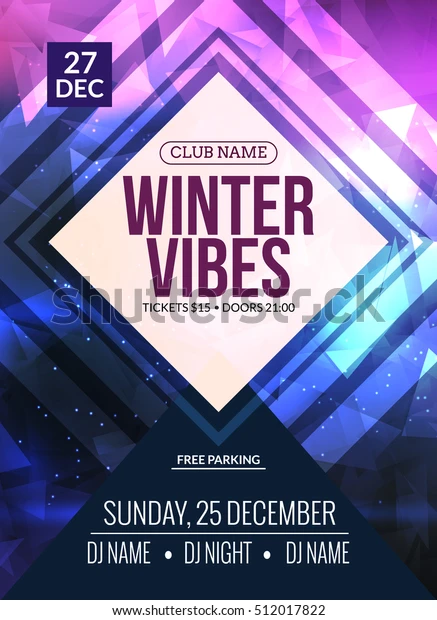 27
DEC
CLUB NAME
WINTER
VIBES
TICKETS $15 • DOORS 21:00
FREE PARKING
SUNDAY, 25 DECEMBER
DJ NAME • DJ NIGHT • DJ NAME
shutterstock.com · 512017822